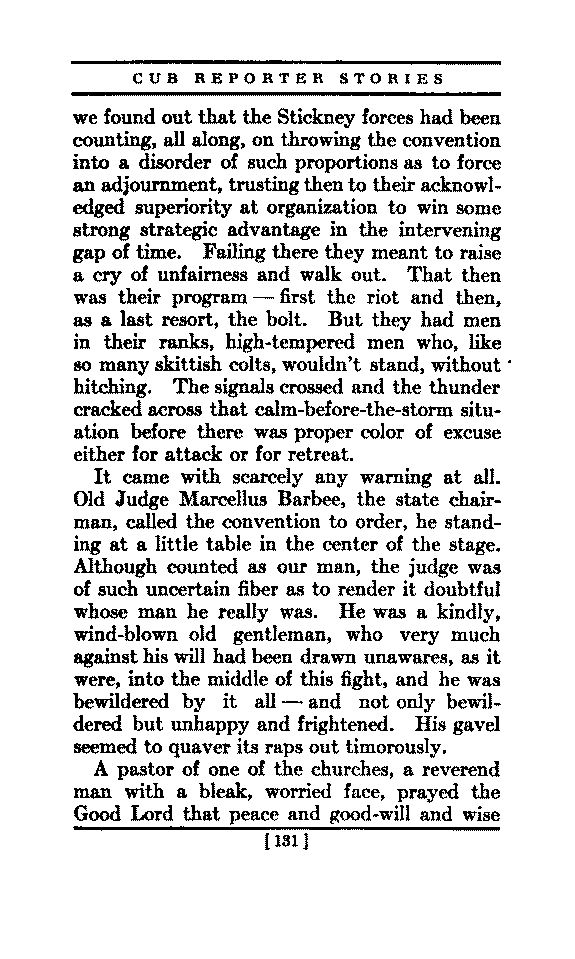 CUB REPORTER STORIES
we found out that the Stickney forces had been
counting, all along, on throwing the convention
into a disorder of such proportions as to force
an adjournment, trusting then to their acknowl-
edged superiority at organization to win some
strong strategic advantage in the intervening
gap of time. Failing there they meant to raise
a cry of unfairness and walk out. That then
was their program — first the riot and then,
as a last resort, the bolt. But they had men
in their ranks, high-tempered men who, like
so many skittish colts, wouldn't stand, without
hitching. The signals crossed and the thunder
cracked across that calm-before-the-storm situ-
ation before there was proper color of excuse
either for attack or for retreat.
It came with scarcely any warning at all.
Old Judge Marcellus Barbee, the state chair-
man, called the convention to order, he stand-
ing at a little table in the center of the stage.
Although counted as our man, the judge was
of such uncertain fiber as to render it doubtful
whose man he really was. He was a kindly,
wind-blown old gentleman, who very much
against his will had been drawn unawares, as it
were, into the middle of this fight, and he was
bewildered by it all — and not only bewil-
dered but unhappy and frightened. His gavel
seemed to quaver its raps out timorously.
A pastor of one of the churches, a reverend
man with a bleak, worried face, prayed the
Good Lord that peace and good-will and wise
[131]